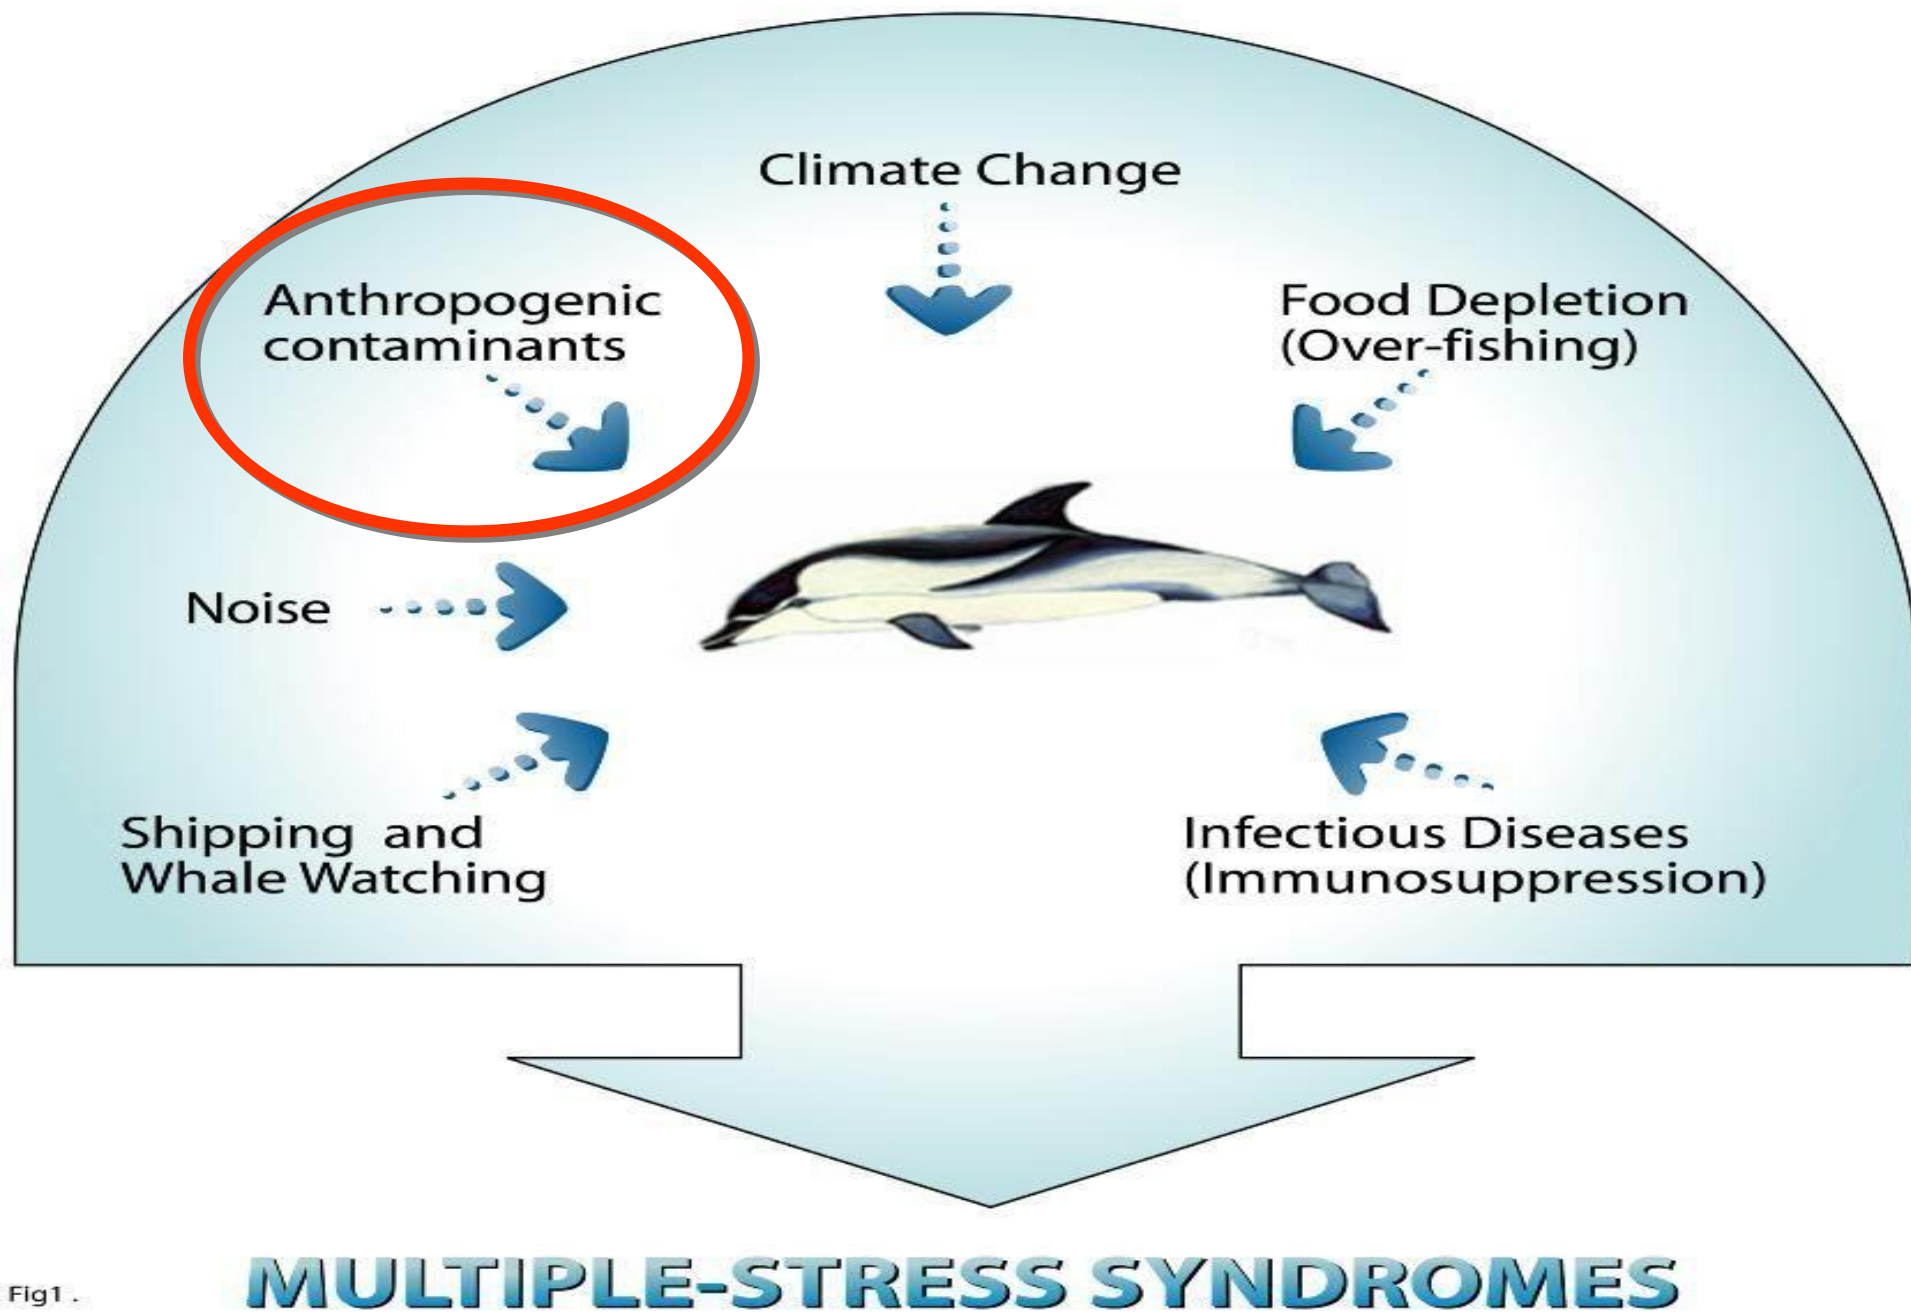 Climate Change
Anthropogenic
contaminants
Food Depletion
(Over-fishing)
Noise
Shipping and
Whale Watching
Infectious Diseases
(Immunosuppression)
Fig1 .
MULTIPLE-STRESS SYNDROMES